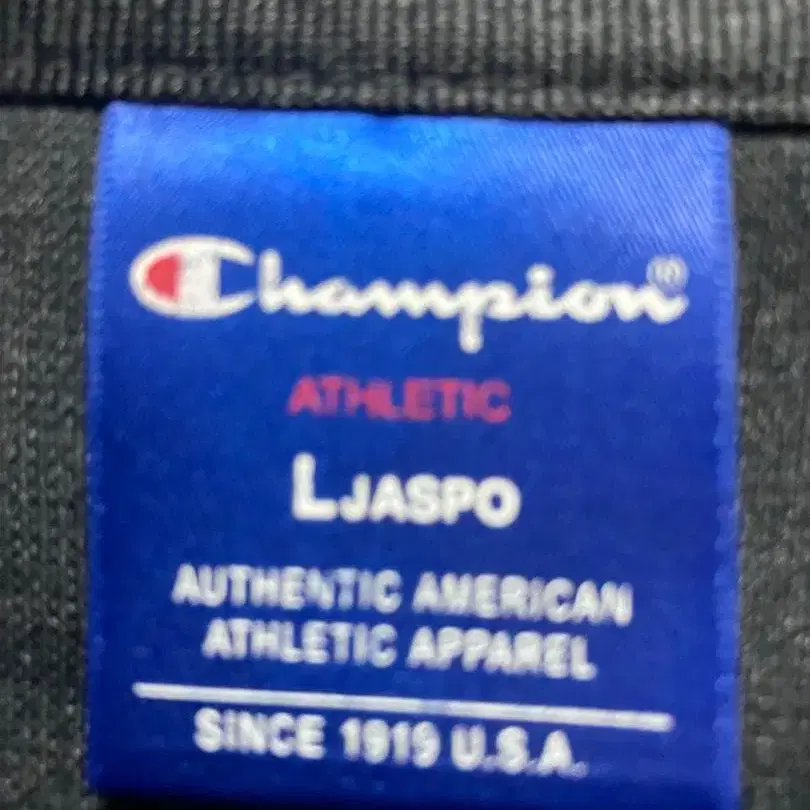 Champion®
ATHLETIC
LJASPO
AUTHENTIC AMERICAN
ATHLETIC APPAREL
SINCE 1919 U.S.A.